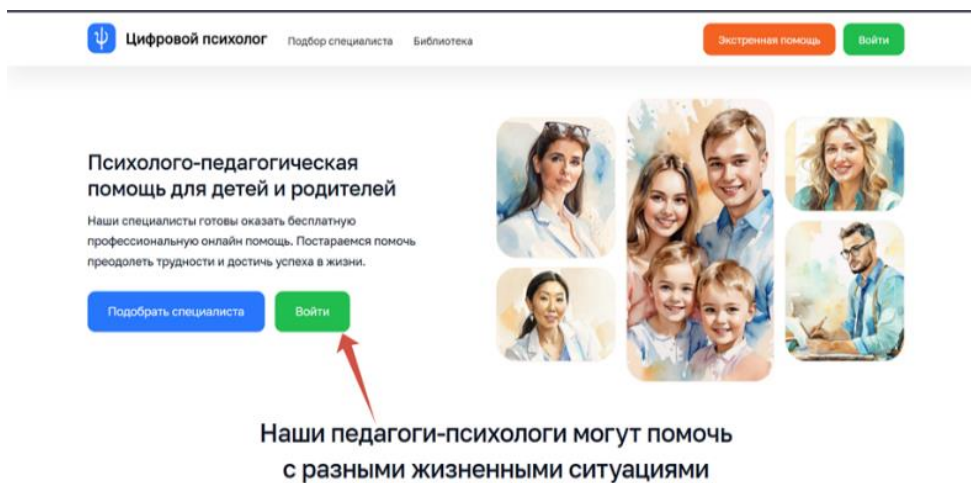 Цифровой психолог
Подбор специалиста
Библиотека
Экстренная помощь
Войти
Психолого-педагогическая
помощь для детей и родителей
Наши специалисты готовы оказать бесплатную
профессиональную онлайн помощь. Постараемся помочь
преодолеть трудности и достичь успеха в жизни.
Подобрать специалиста
Войти
Наши педагоги-психологи могут помочь
с разными жизненными ситуациями